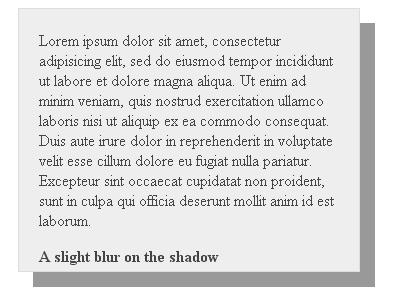 Lorem ipsum dolor sit amet, consectetur
adipisicing elit, sed do eiusmod tempor incididunt
ut labore et dolore magna aliqua. Ut enim ad
minim veniam, quis nostrud exercitation ullamco
laboris nisi ut aliquip ex ea commodo consequat.
Duis aute irure dolor in reprehenderit in voluptate
velit esse cillum dolore eu fugiat nulla pariatur.
Excepteur sint occaecat cupidatat non proident,
sunt in culpa qui officia deserunt mollit anim id est
laborum.
A slight blur on the shadow